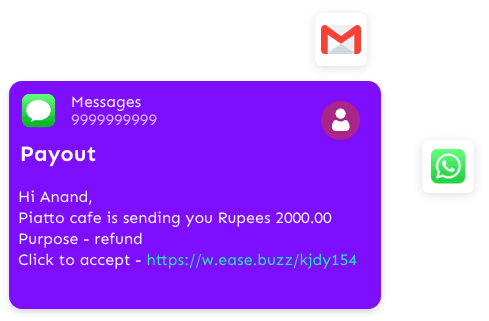 Messages
9999999999
Payout
Hi Anand,
Piatto cafe is sending you Rupees 2000.00
Purpose - refund
Click to accept - https://w.ease.buzz/kjdy154